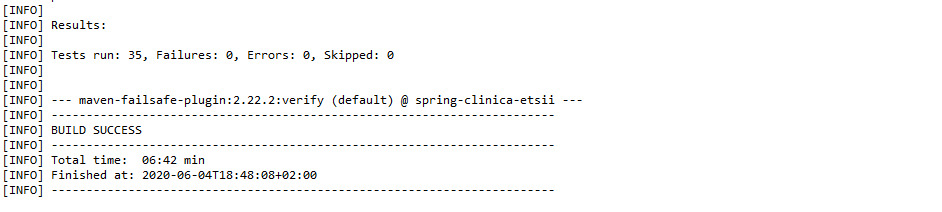 [INFO]
[INFO] Results:
[INFO]
[INFO] Tests run: 35, Failures: 0, Errors: 0, Skipped: 0
[INFO]
[INFO]
[INFO] --- maven-failsafe-plugin:2.22.2:verify (default) @ spring-clinica-etsii ---
[INFO] ------------------------------------------------------------------------
[INFO] BUILD SUCCESS
[INFO] ------------------------------------------------------------------------
[INFO] Total time:  06:42 min
[INFO] Finished at: 2020-06-04T18:48:08+02:00
[INFO] ------------------------------------------------------------------------